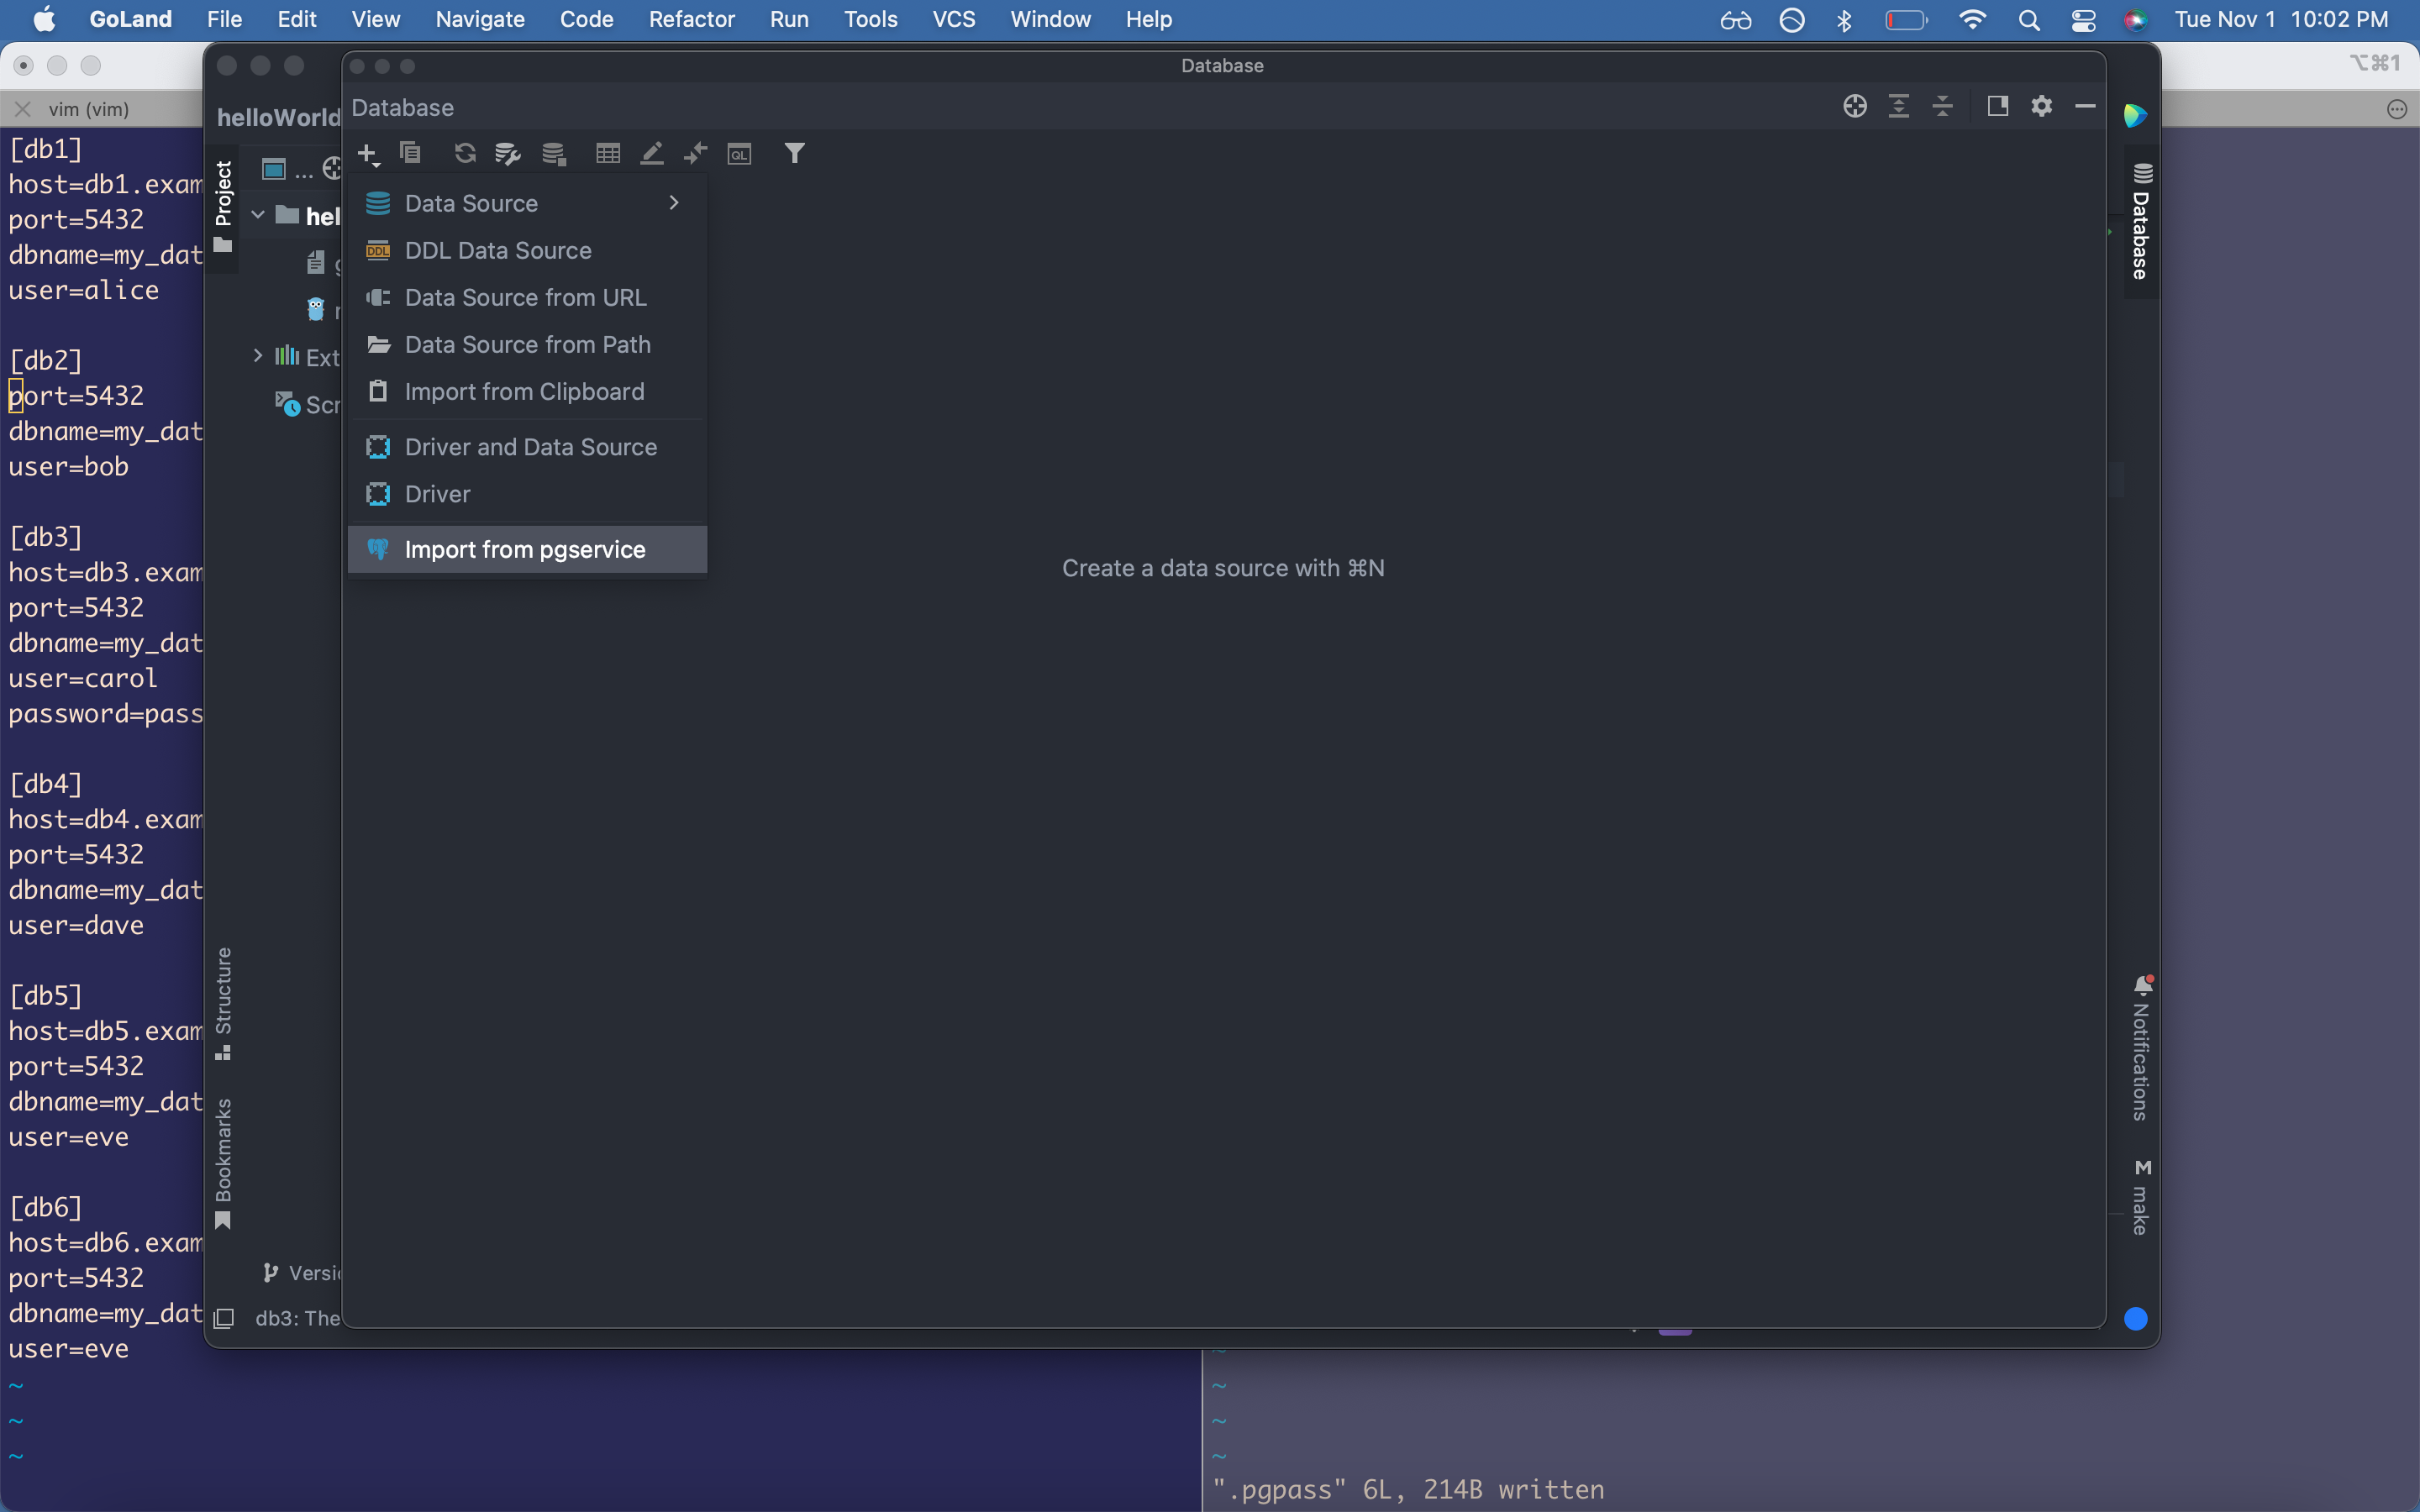 GoLand File Edit View Navigate Code Refactor Run Tools VCS Window Help Tue Nov 1 10:02 PM
⌥⌘1
vim (vim)
[db1]
host=db1.exam
port=5432
dbname=my_dat
user=alice
[db2]
port=5432
dbname=my_dat
user=bob
[db3]
host=db3.exam
port=5432
dbname=my_dat
user=carol
password=pass
[db4]
host=db4.exam
port=5432
dbname=my_dat
user=dave
[db5]
host=db5.exam
port=5432
dbname=my_dat
user=eve
[db6]
host=db6.exam
port=5432
dbname=my_dat
user=eve
~
~
~
helloWorld
Project
...
hel
g
Ext
Scr
Structure
Bookmarks
Versi
db3: The
Database
Database
QL
Data Source
DDL
DDL Data Source
Data Source from URL
Data Source from Path
Import from Clipboard
Driver and Data Source
Driver
Import from pgservice
Create a data source with ⌘N
Database
Notifications
M make
~
~
~
~
".pgpass" 6L, 214B written